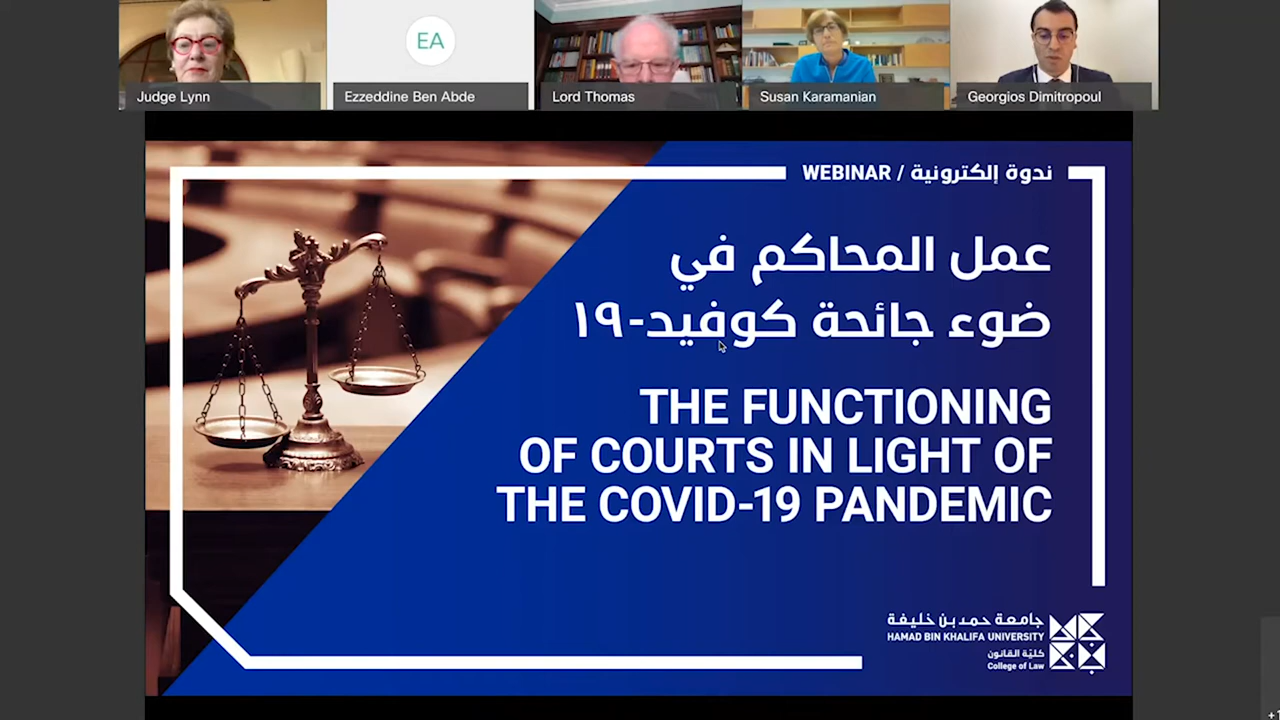 Judge Lynn
EA
Ezzeddine Ben Abde
Lord Thomas
Susan Karamanian
Georgios Dimitropoul
WEBINAR / ندوة إلكترونية
عمل المحاكم في
ضوء جائحة كوفيد-١٩
THE FUNCTIONING
OF COURTS IN LIGHT OF
THE COVID-19 PANDEMIC
جامعة حمد بن خليفة
HAMAD BIN KHALIFA UNIVERSITY
كليّة القانون
College of Law